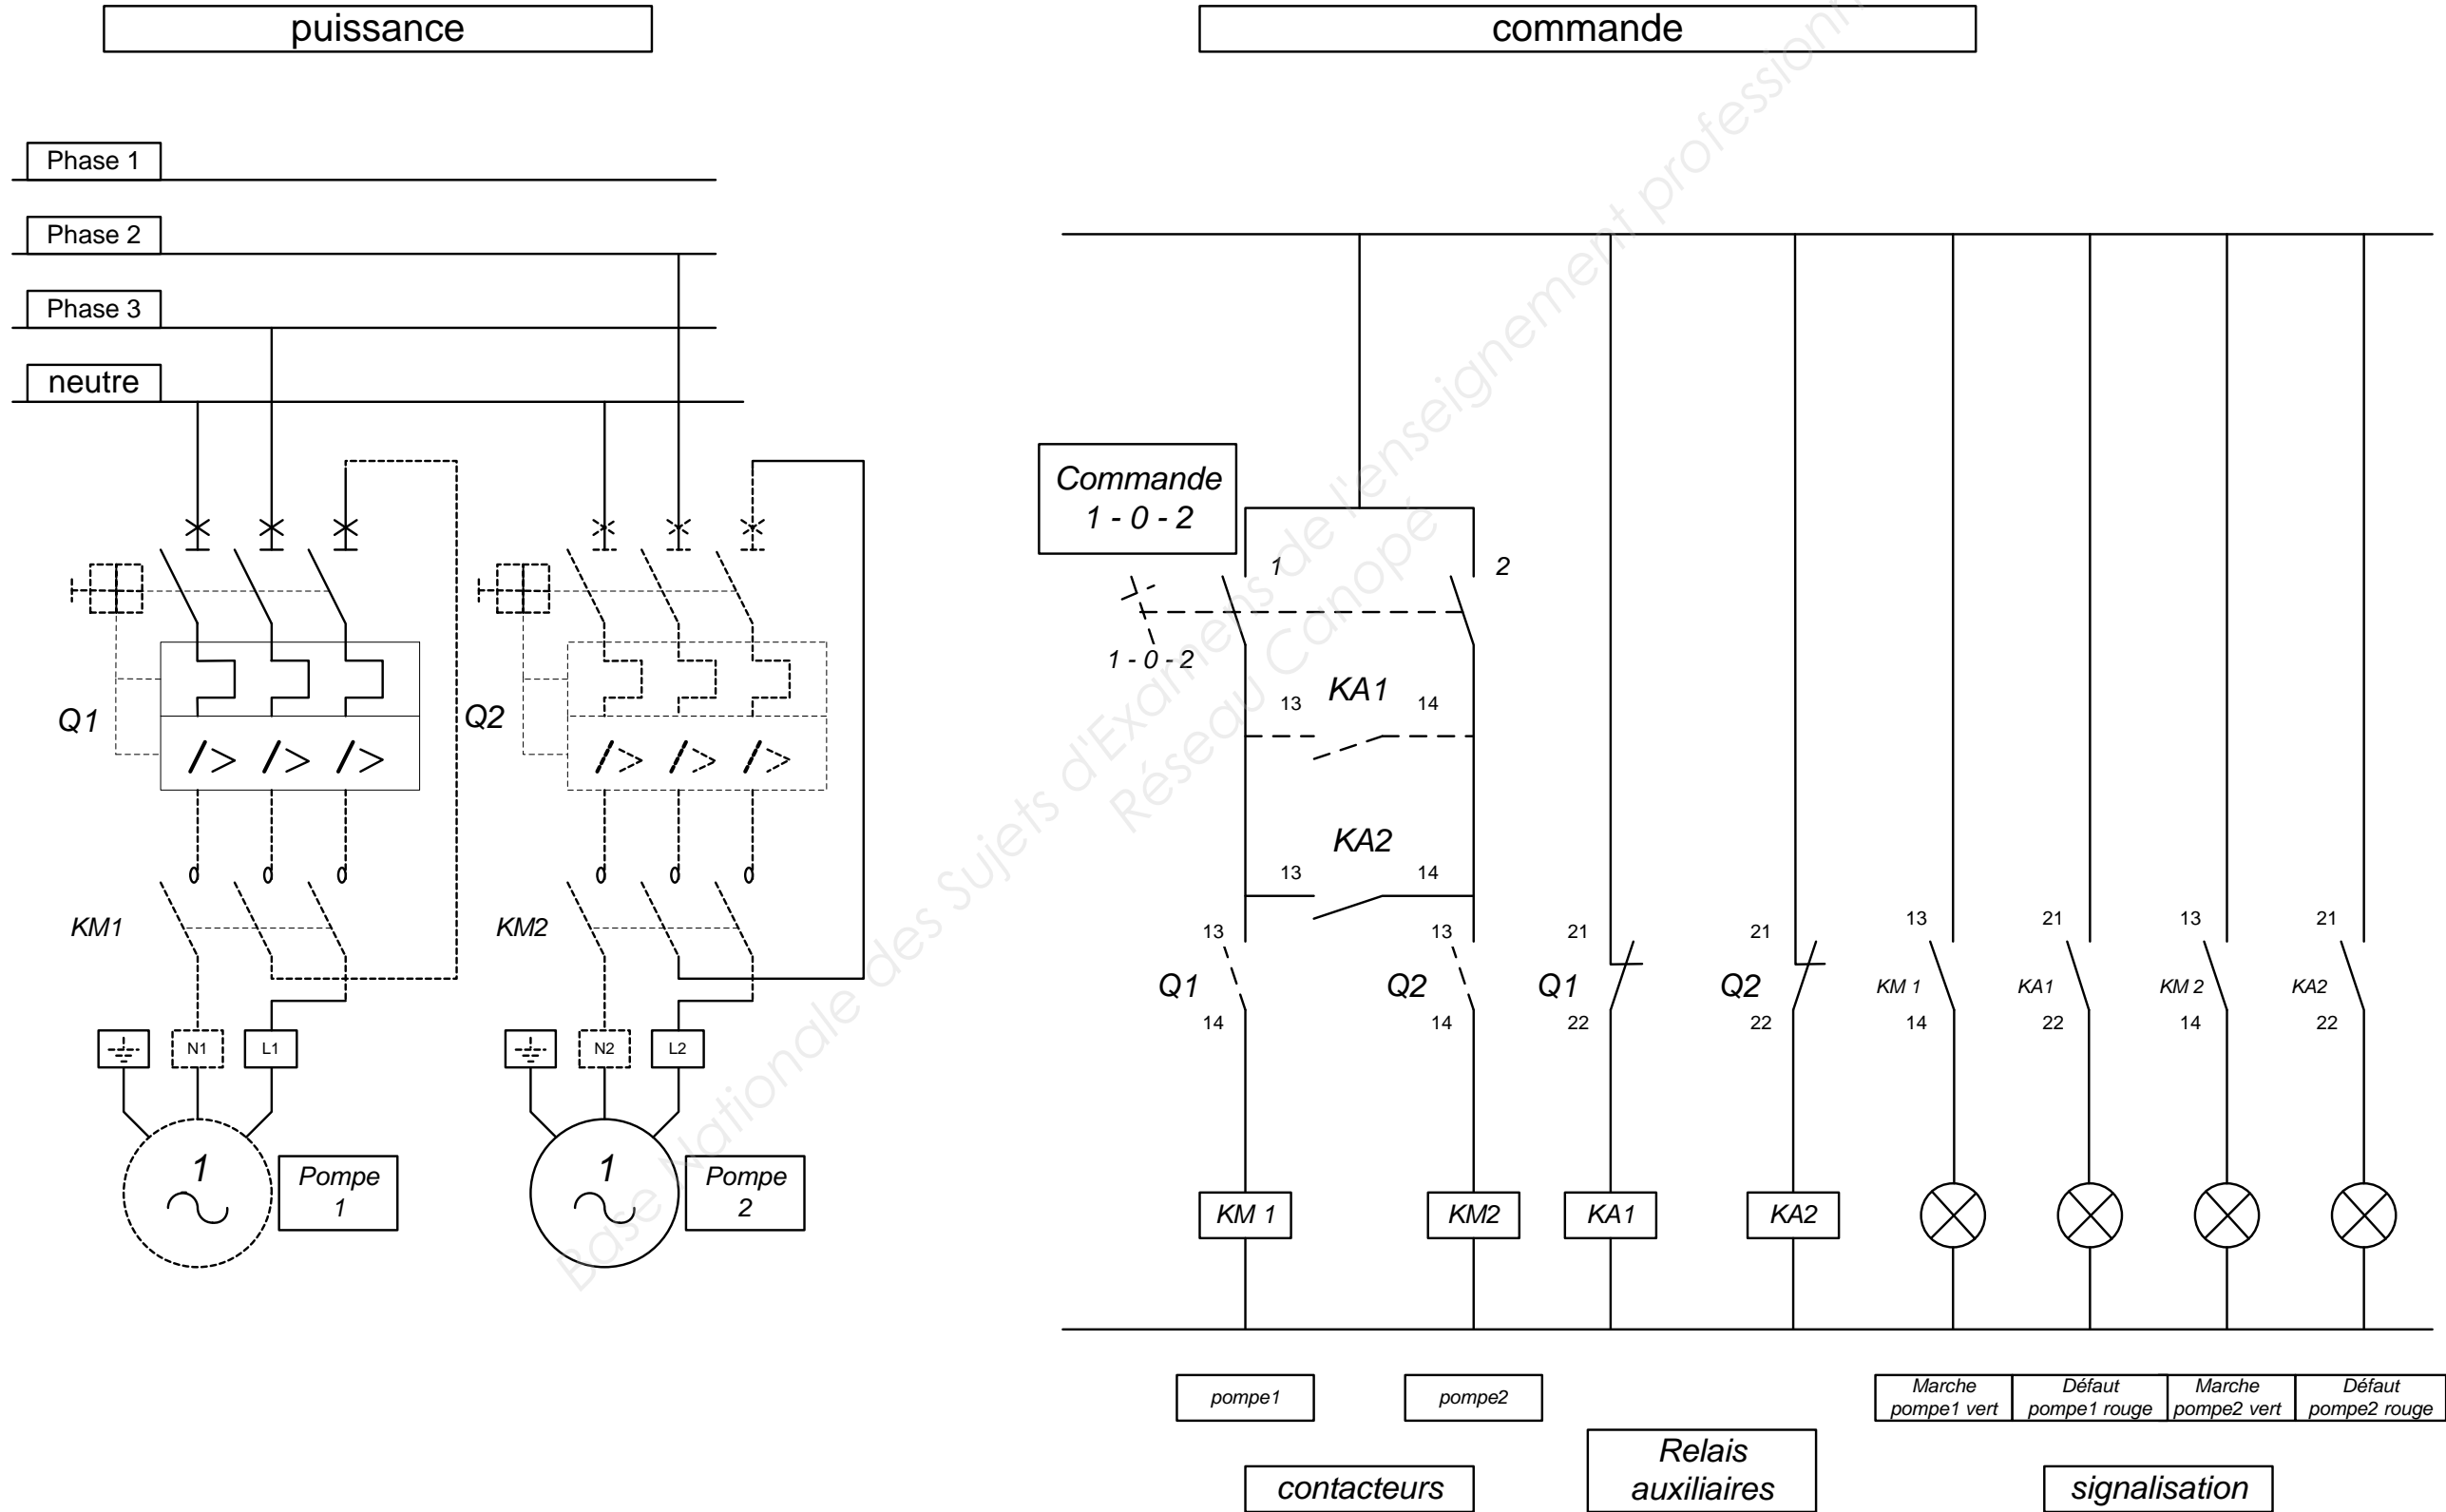 puissance
commande
Phase 1
Phase 2
Phase 3
neutre
Commande
1 - 0 - 2
1
2
1 - 0 - 2
KA1
13
14
KA2
13
14
Q1
Q2
KM1
KM2
13
Q1
14
13
Q2
14
21
Q1
22
21
Q2
22
13
KM 1
14
21
KA1
22
13
KM 2
14
21
KA2
22
N1
L1
N2
L2
1
Pompe
1
1
Pompe
2
KM 1
KM2
KA1
KA2
pompe1
pompe2
Marche
pompe1 vert
Défaut
pompe1 rouge
Marche
pompe2 vert
Défaut
pompe2 rouge
contacteurs
Relais
auxiliaires
signalisation
Base Nationale des Sujets d'Examens de l'enseignement professionn
Réseau Canopé